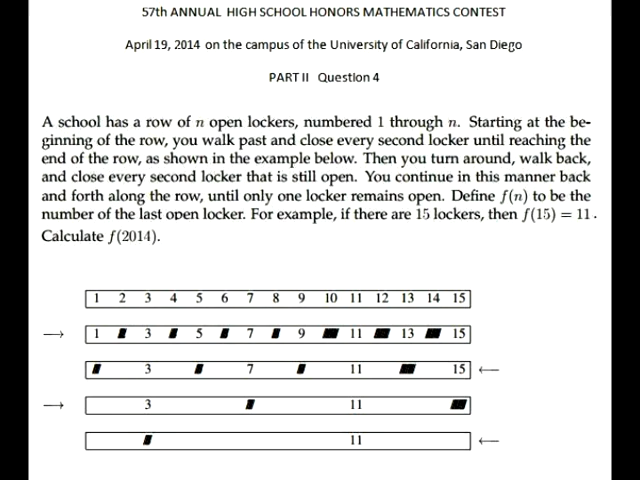 57th ANNUAL HIGH SCHOOL HONORS MATHEMATICS CONTEST
April 19, 2014 on the campus of the University of California, San Diego
PART II Question 4
A school has a row of n open lockers, numbered 1 through n. Starting at the be-
ginning of the row, you walk past and close every second locker until reaching the
end of the row, as shown in the example below. Then you turn around, walk back,
and close every second locker that is still open. You continue in this manner back
and forth along the row, until only one locker remains open. Define f(n) to be the
number of the last open locker. For example, if there are 15 lockers, then f(15) = 11.
Calculate f(2014).
1 2 3 4 5 6 7 8 9 10 11 12 13 14 15
→ 1 3 5 7 9 11 13 15
3 7 11 15 ←
→ 3 11
11 ←